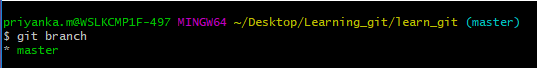 priyanka.m@WSLKCMP1F-497 MINGW64 ~/Desktop/Learning_git/learn_git (master)
$ git branch
* master